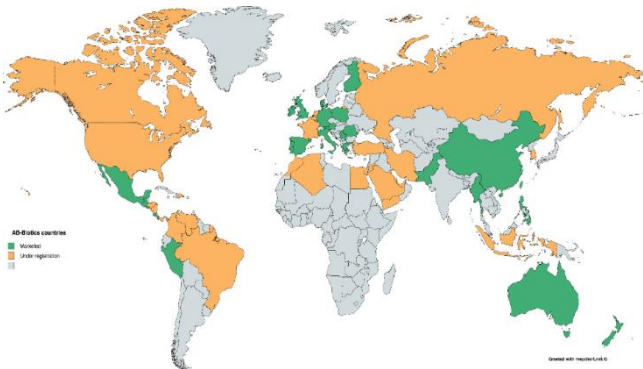 AB-Biotics countries
Marketed
Under registration
Created with mapchart.net ©